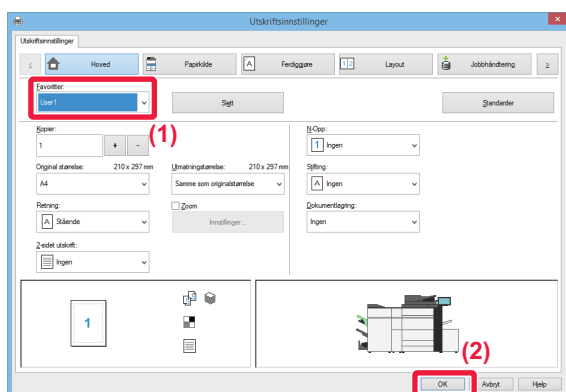 Utskriftsinnstillinger
Utskriftsinnstillinger
Hoved Papirkilde Ferdiggjøre Layout Jobbhåndtering
Favoritter:
User1 Slett Standarder
(1)
Kopier: N-Opp:
1 + - 1 Ingen
Original størrelse: 210 x 297 mm Utmatningstørrelse: 210 x 297 mm Stifting:
A4 Samme som originalstørrelse A Ingen
Retning: Zoom Dokumentlagring:
A Stående Innstillinger... Ingen
2-sidet utskrift:
Ingen
1
(2)
OK Avbryt Hjelp